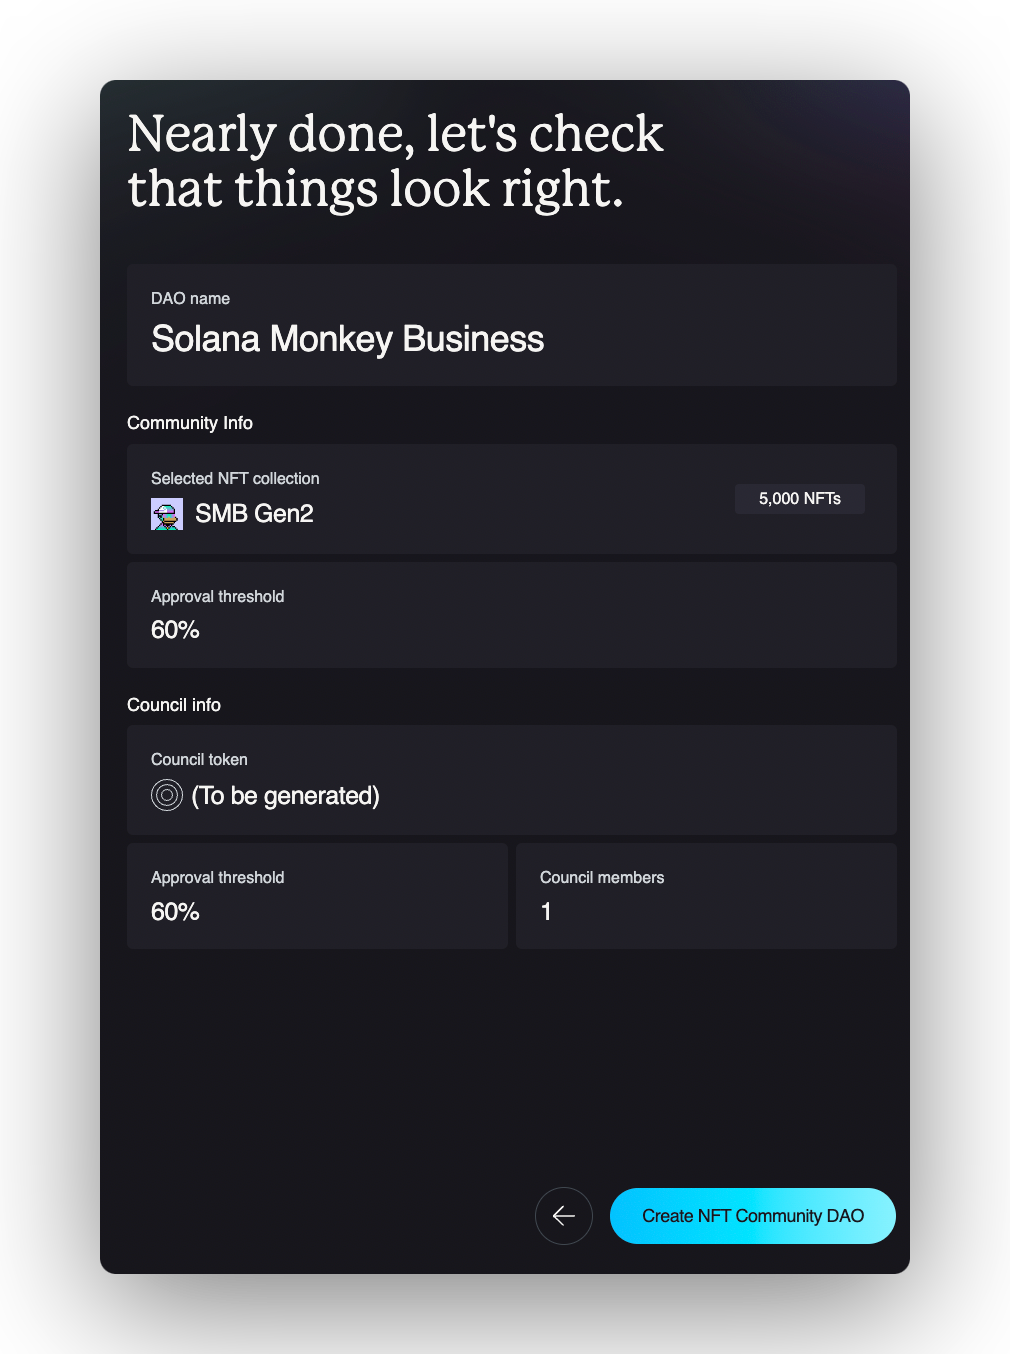 Nearly done, let's check
that things look right.
DAO name
Solana Monkey Business
Community Info
Selected NFT collection
SMB Gen2
5,000 NFTs
Approval threshold
60%
Council info
Council token
(To be generated)
Approval threshold
60%
Council members
1
Create NFT Community DAO